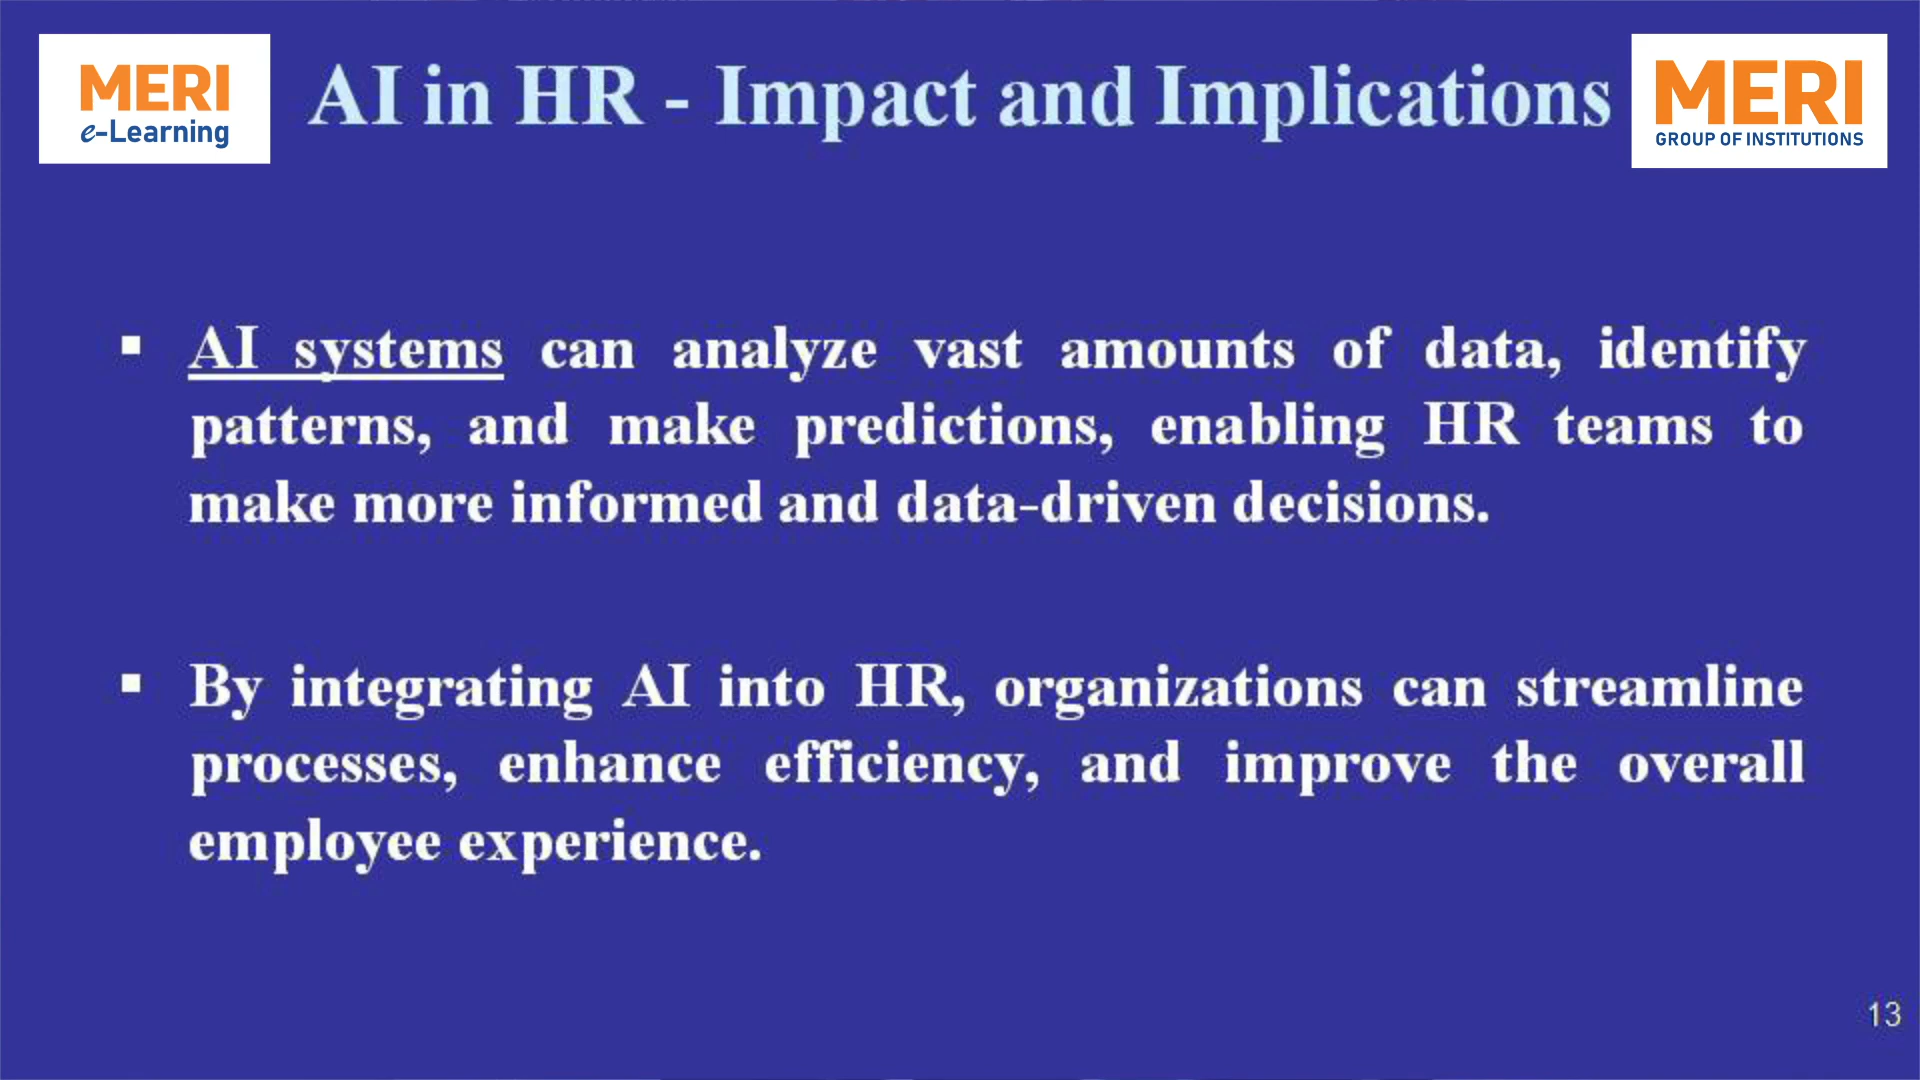 MERI
e-Learning
AI in HR - Impact and Implications
MERI
GROUP OF INSTITUTIONS
▪ AI systems can analyze vast amounts of data, identify
patterns, and make predictions, enabling HR teams to
make more informed and data-driven decisions.
▪ By integrating AI into HR, organizations can streamline
processes, enhance efficiency, and improve the overall
employee experience.
13